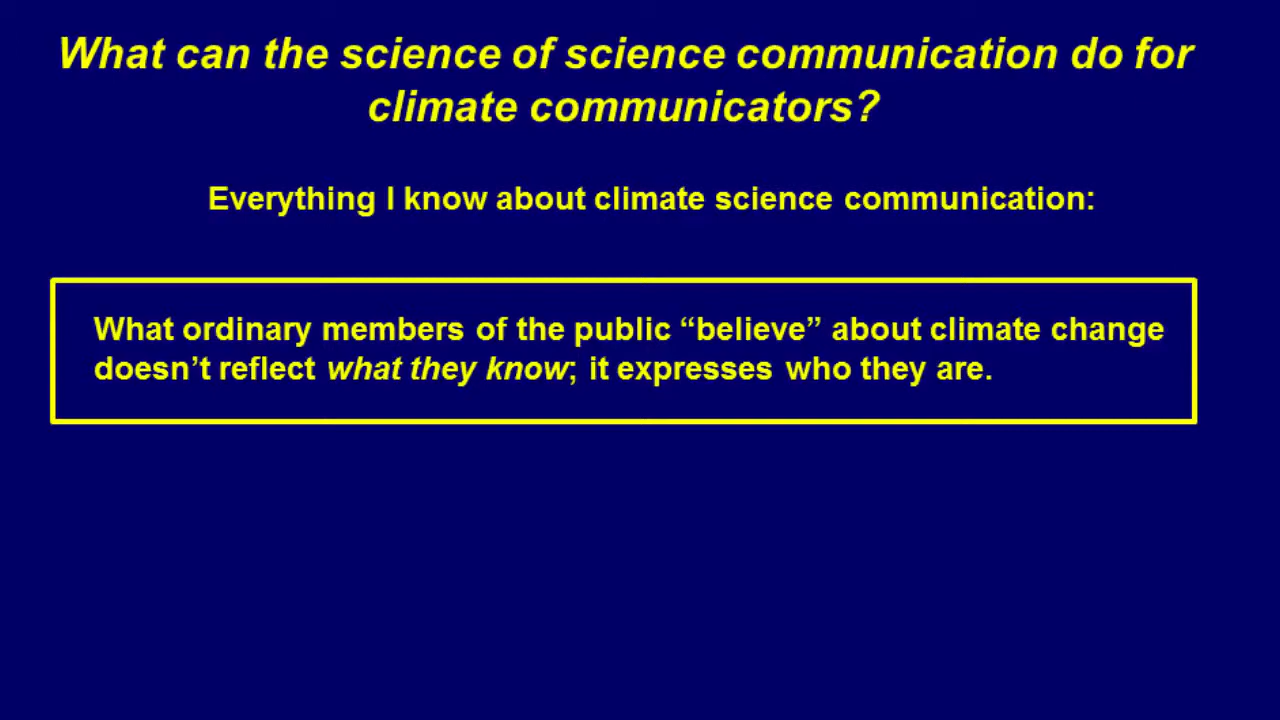 What can the science of science communication do for
climate communicators?
Everything I know about climate science communication:
What ordinary members of the public “believe” about climate change
doesn’t reflect what they know; it expresses who they are.